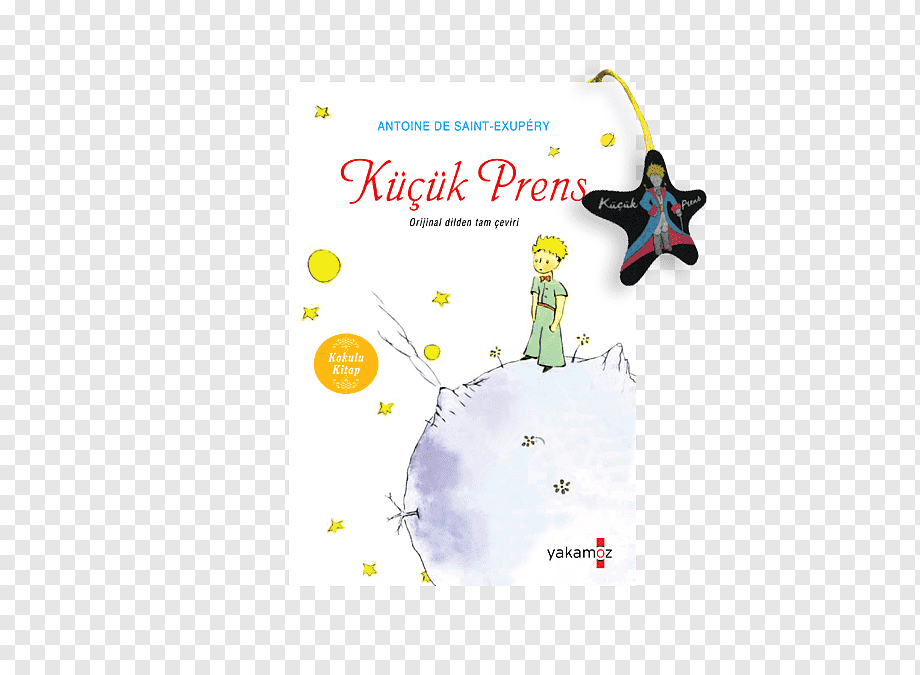 ANTOINE DE SAINT-EXUPÉRY
Küçük Prens
Orijinal dilden tam çeviri
Küçük Prens
Kokulu
Kitap
yakamoz